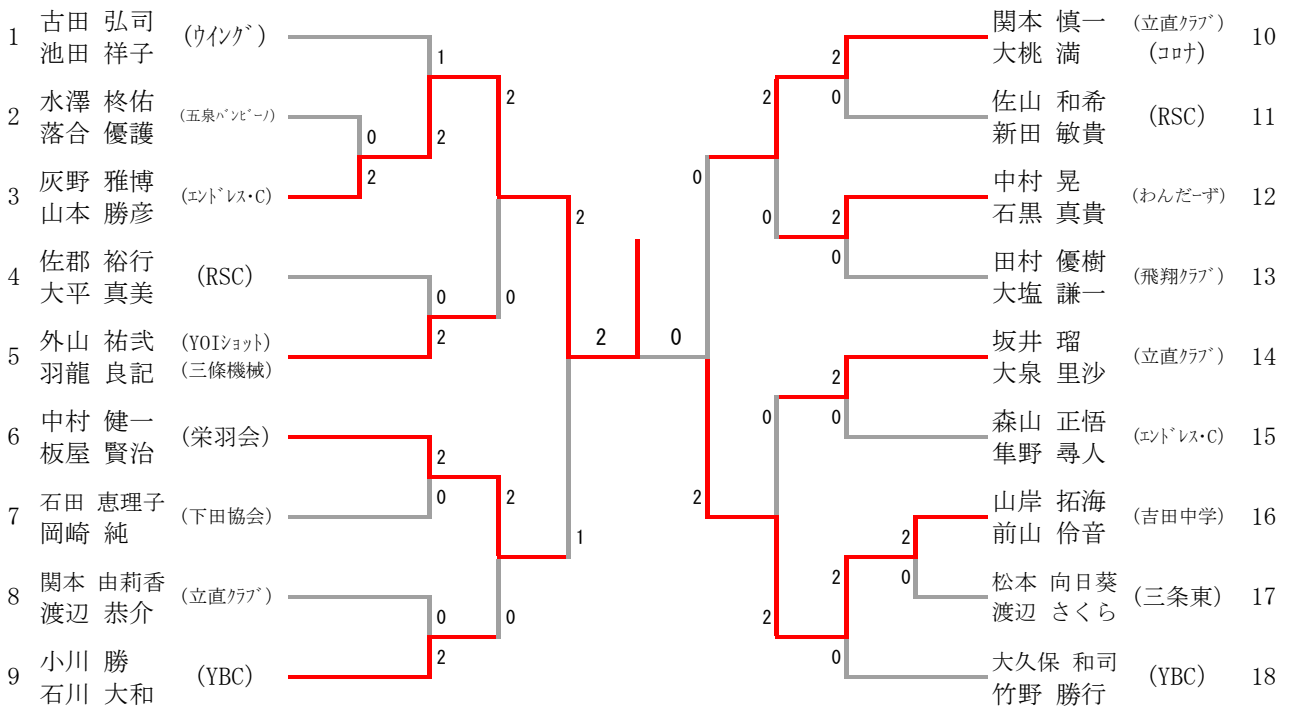 1 古田 弘司 (ｳｲﾝｸﾞ)
池田 祥子
2 水澤 柊佑 (五泉ﾊﾞﾝﾋﾞｰﾉ)
落合 優護
3 灰野 雅博 (ｴﾝﾄﾞﾚｽ･C)
山本 勝彦
4 佐郡 裕行 (RSC)
大平 真美
5 外山 祐弐 (YOIｼｮｯﾄ)
羽龍 良記 (三條機械)
6 中村 健一 (栄羽会)
板屋 賢治
7 石田 恵理子 (下田協会)
岡崎 純
8 関本 由莉香 (立直ｸﾗﾌﾞ)
渡辺 恭介
9 小川 勝 (YBC)
石川 大和
1
2
0
2
2
0
2
0
2
0
2
0
2
2
0
2
1
2 0
関本 慎一 (立直ｸﾗﾌﾞ) 10
大桃 満 (ｺﾛﾅ)
佐山 和希 (RSC) 11
新田 敏貴
中村 晃 (わんだｰず) 12
石黒 真貴
田村 優樹 (飛翔ｸﾗﾌﾞ) 13
大塩 謙一
坂井 瑠 (立直ｸﾗﾌﾞ) 14
大泉 里沙
森山 正悟 (ｴﾝﾄﾞﾚｽ･C) 15
隼野 尋人
山岸 拓海 (吉田中学) 16
前山 伶音
松本 向日葵 (三条東) 17
渡辺 さくら
大久保 和司 (YBC) 18
竹野 勝行
2
0
2
0
2
0
2
0
2
0
2
0
0
2
0
2